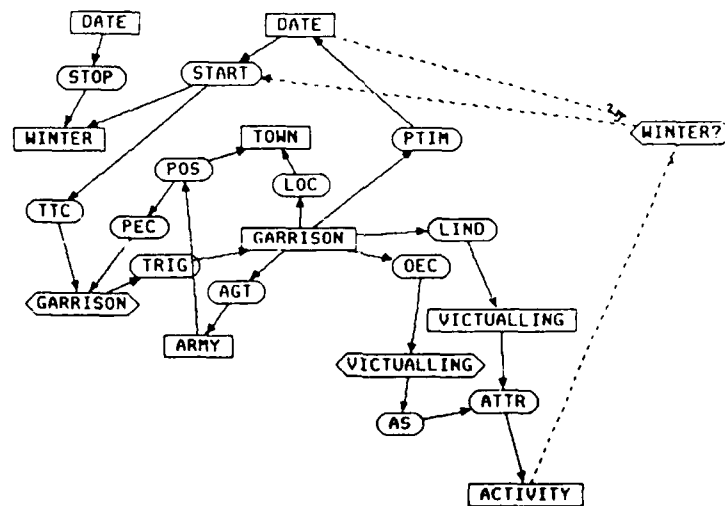 DATE
DATE
STOP
START
WINTER
TOWN
PTIM
WINTER?
POS
LOC
TTC
PEC
GARRISON
LIND
TRIG
OEC
GARRISON
AGT
VICTUALLING
ARMY
VICTUALLING
ATTR
AS
ACTIVITY